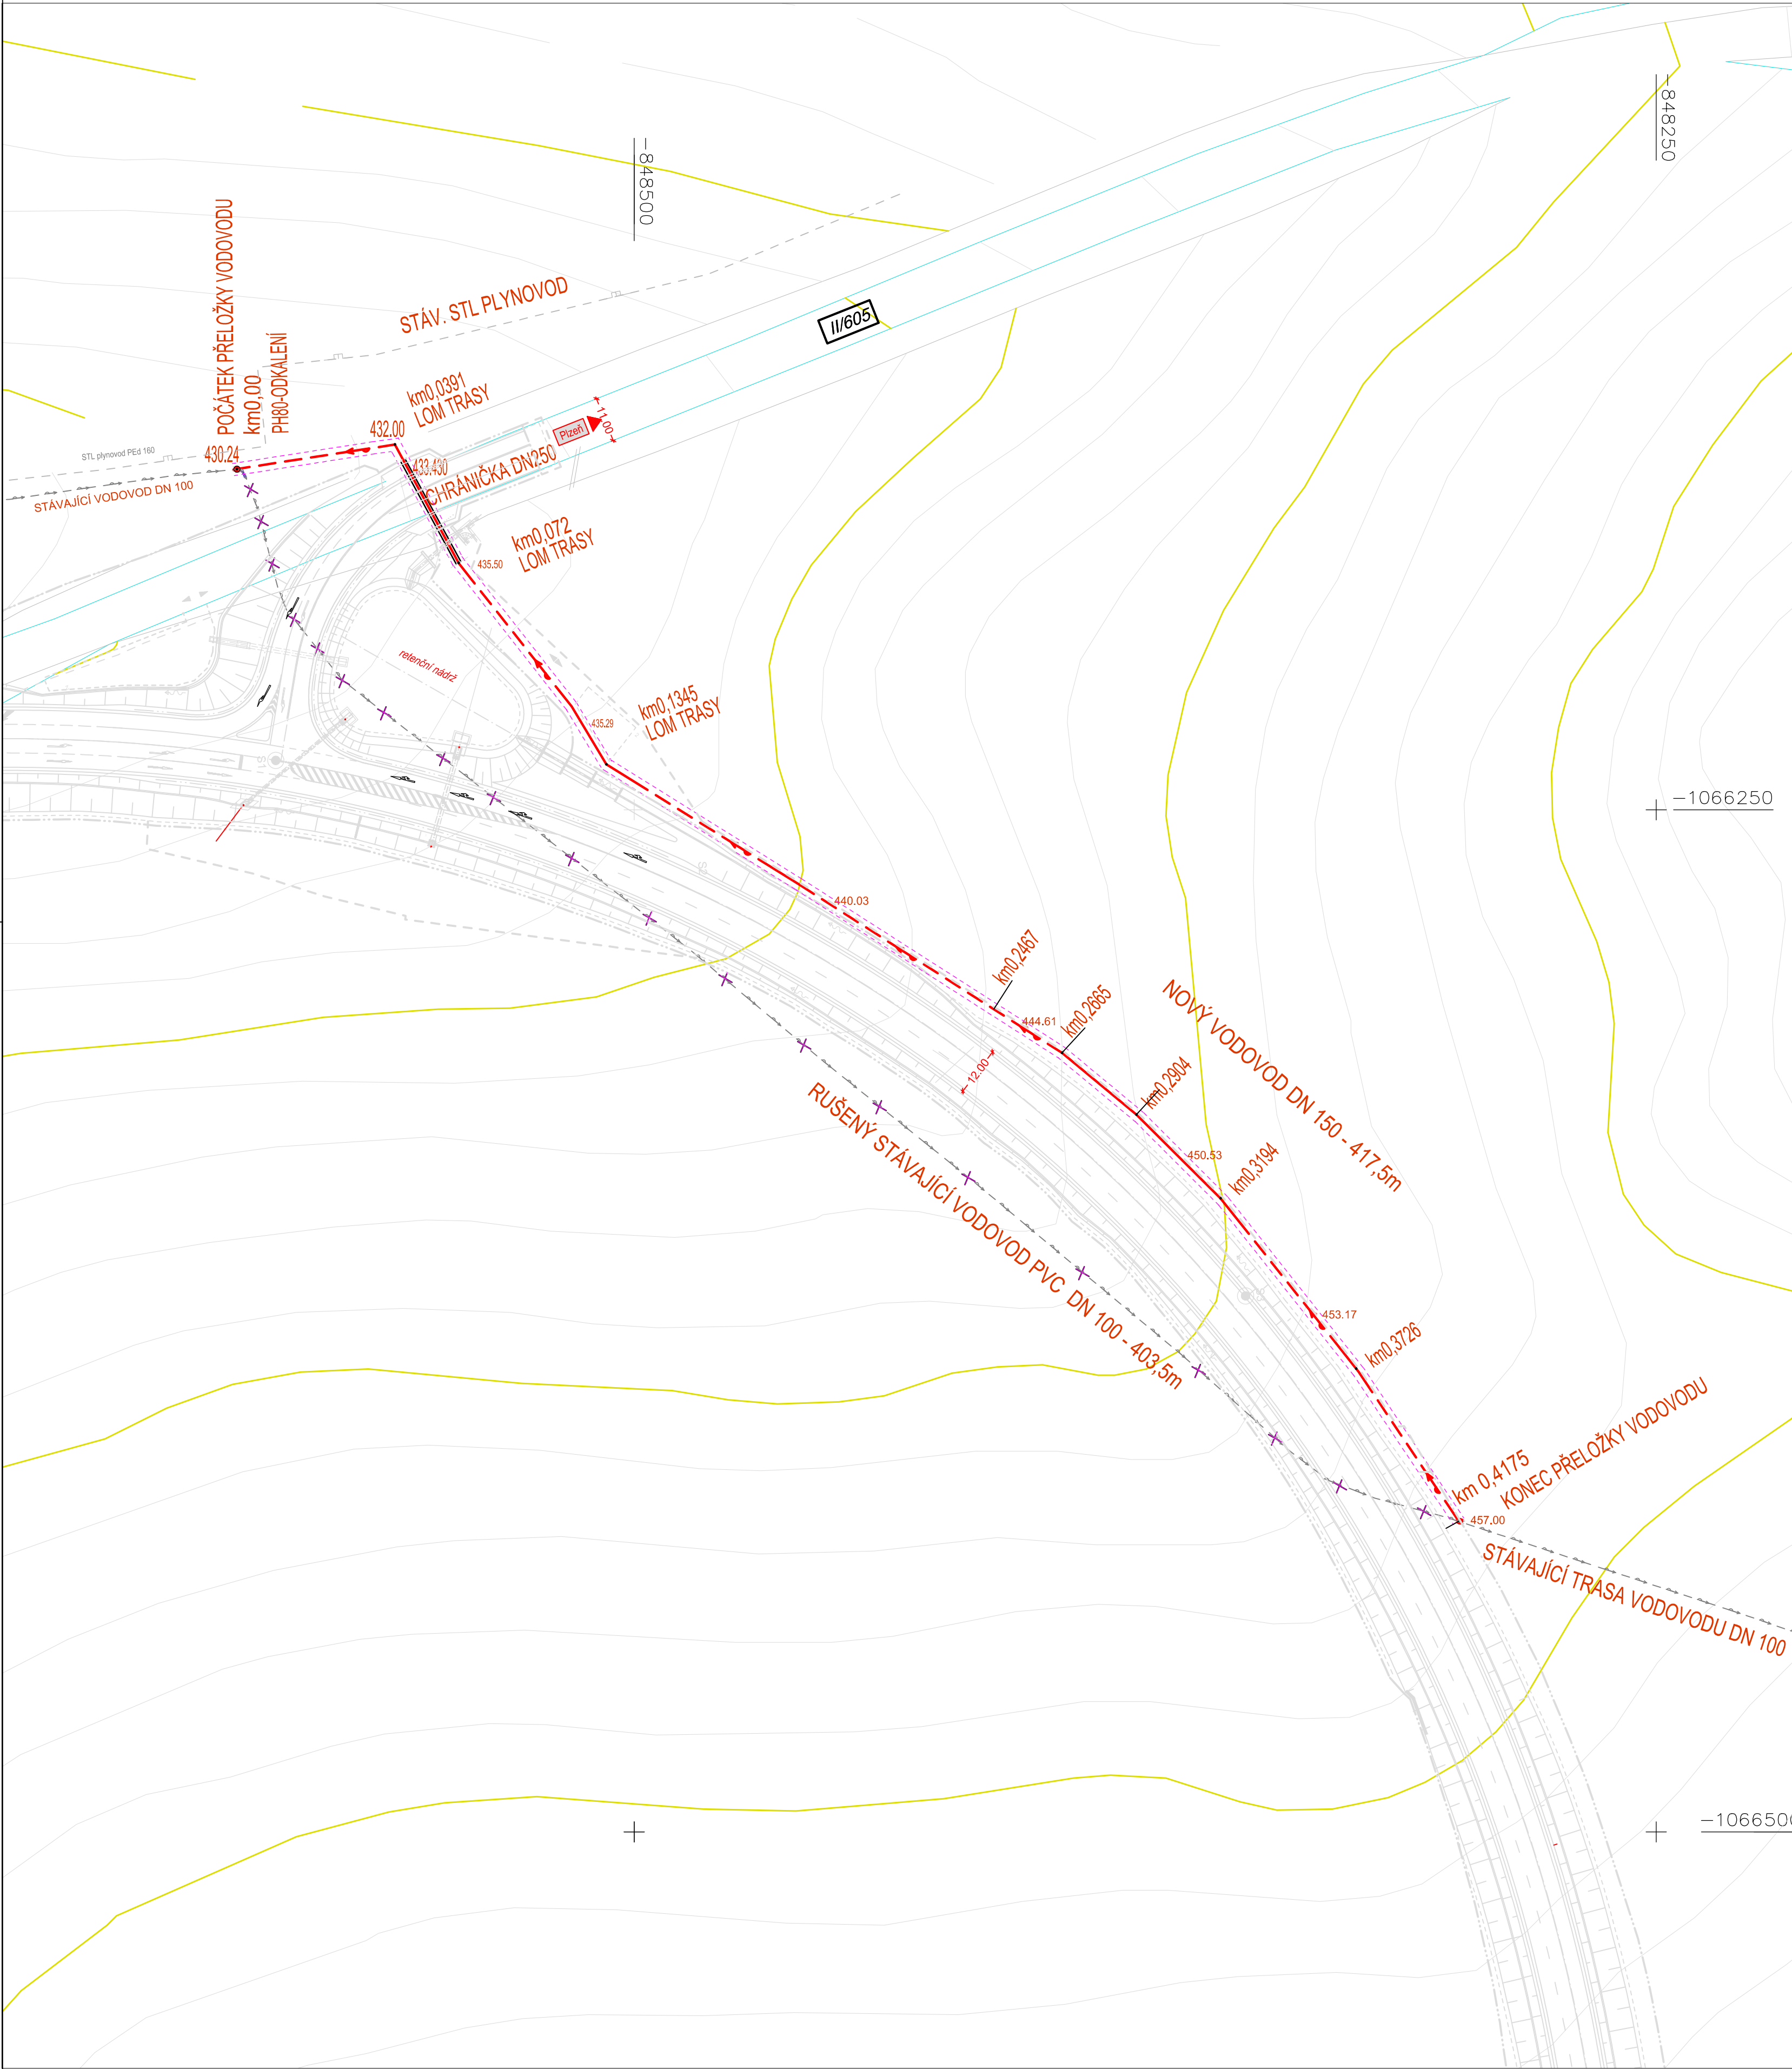 -848250
-848500
POČÁTEK PŘELOŽKY VODOVODU
km0,00
PH80-ODKALENÍ
STÁV. STL PLYNOVOD
II/605
km0,0391
LOM TRASY
11.00
Plzeň
432.00
430.24
433.430
STL plynovod PEd 160
STÁVAJÍCÍ VODOVOD DN 100
CHRÁNIČKA DN250
km0,072
LOM TRASY
435.50
retenční nádrž
km0,1345
LOM TRASY
435.29
-1066250
440.03
km0,2467
444.61
km0,2665
NOVÝ VODOVOD DN 150 - 417,5m
12.00
km0,2904
RUŠENÝ STÁVAJÍCÍ VODOVOD PVC DN 100 - 403,5m
450.53
km0,3194
453.17
km0,3726
km 0,4175
KONEC PŘELOŽKY VODOVODU
457.00
STÁVAJÍCÍ TRASA VODOVODU DN 100
-1066500